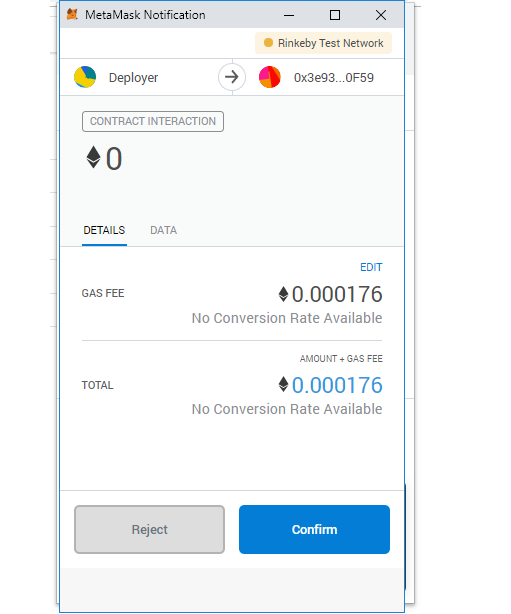 MetaMask Notification
Rinkeby Test Network
Deployer
0x3e93...0F59
CONTRACT INTERACTION
0
DETAILS
DATA
EDIT
GAS FEE
0.000176
No Conversion Rate Available
AMOUNT + GAS FEE
TOTAL
0.000176
No Conversion Rate Available
Reject
Confirm